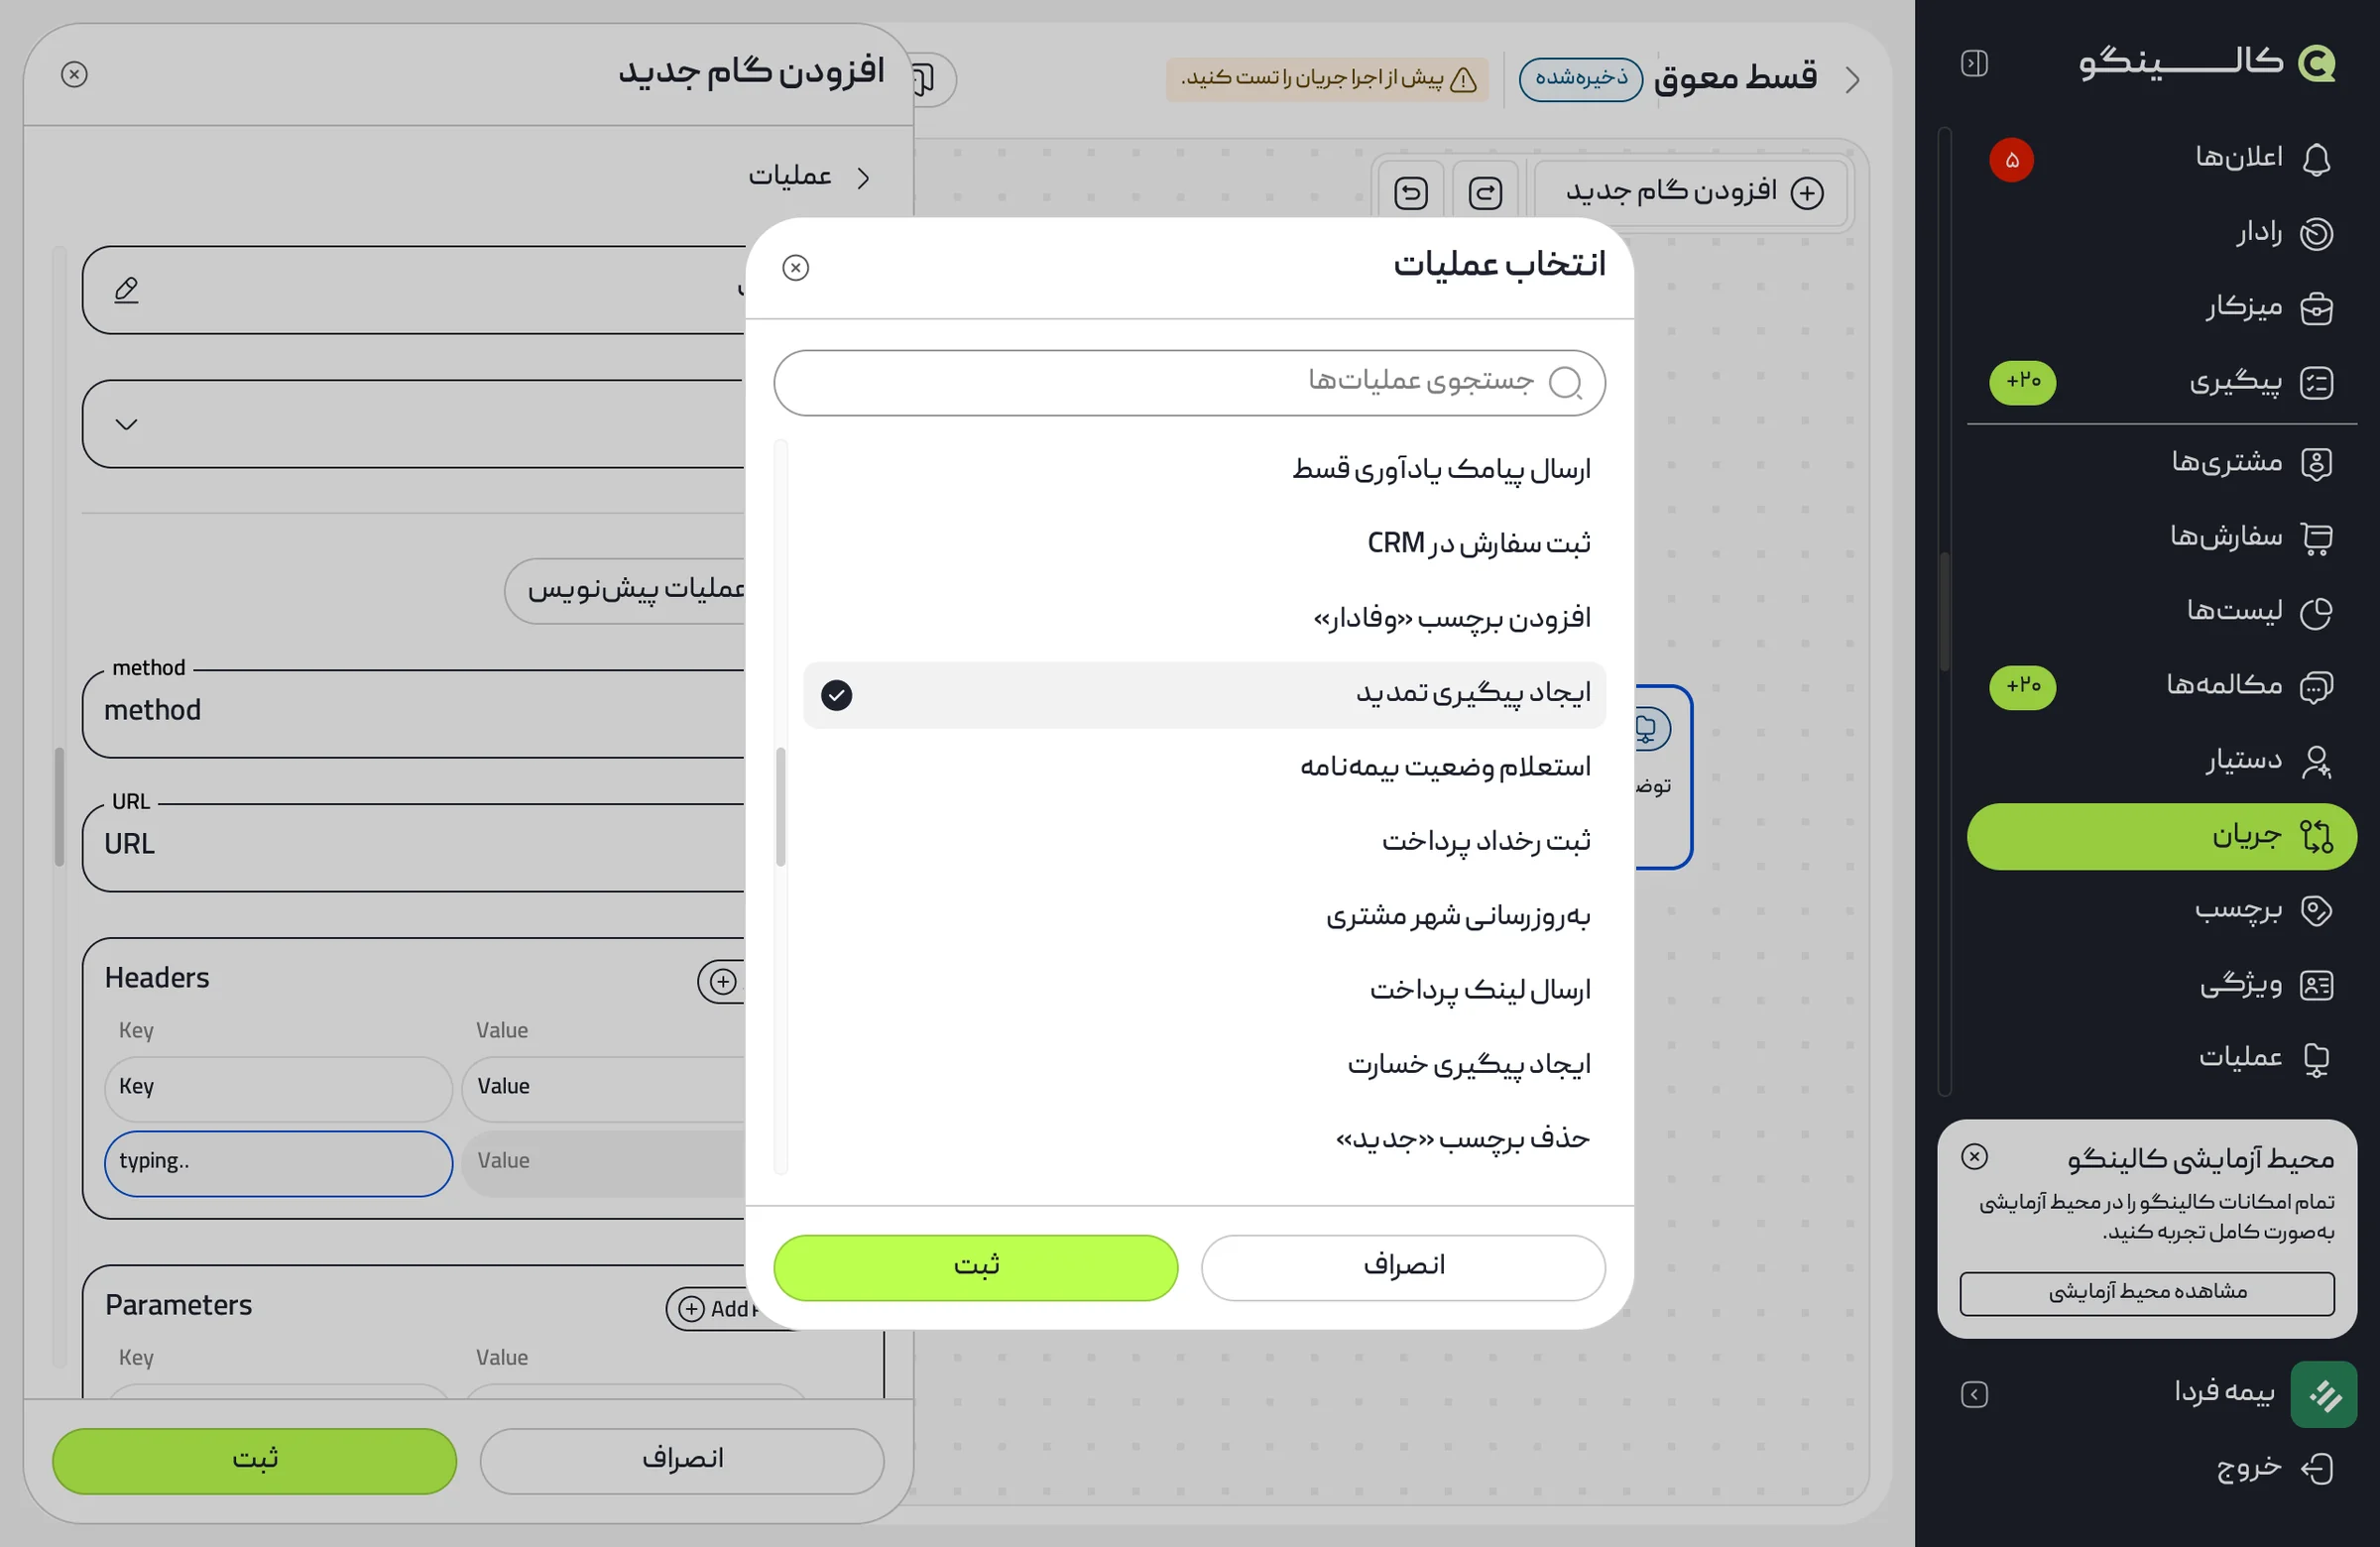 کالینگو
اعلان‌ها
۵
رادار
میزکار
پیگیری
+۲۰
مشتری‌ها
سفارش‌ها
لیست‌ها
مکالمه‌ها
+۲۰
دستیار
جریان
برچسب
ویژگی
عملیات
محیط آزمایشی کالینگو
تمام امکانات کالینگو را در محیط آزمایشی
به‌صورت کامل تجربه کنید.
مشاهده محیط آزمایشی
بیمه فردا
خروج
قسط معوق
ذخیره‌شده
پیش از اجرا جریان را تست کنید.
افزودن گام جدید
انتخاب عملیات
جستجوی عملیات‌ها
ارسال پیامک یادآوری قسط
ثبت سفارش در CRM
افزودن برچسب «وفادار»
ایجاد پیگیری تمدید
استعلام وضعیت بیمه‌نامه
ثبت رخداد پرداخت
به‌روزرسانی شهر مشتری
ارسال لینک پرداخت
ایجاد پیگیری خسارت
حذف برچسب «جدید»
انصراف
ثبت
افزودن گام جدید
عملیات
عملیات پیش‌نویس
method
method
URL
URL
Headers
Key Value
Key Value
typing.. Value
Parameters
Add
Key Value
انصراف
ثبت